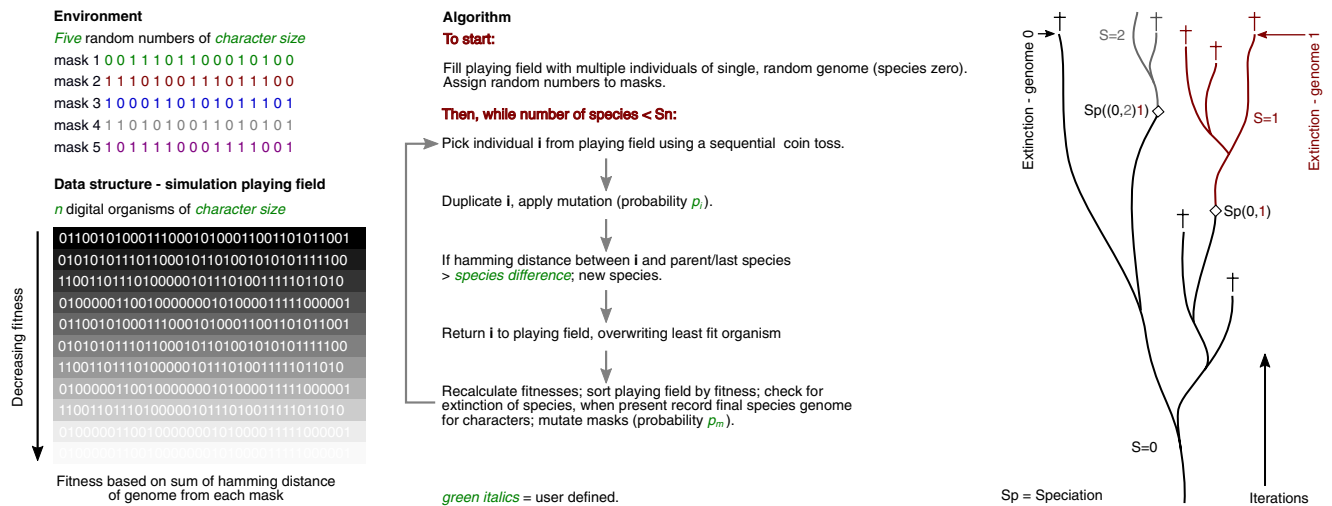 Environment
Five random numbers of character size
mask 1 0 0 1 1 1 0 1 1 0 0 0 1 0 1 0 0
mask 2 1 1 1 0 1 0 0 1 1 1 0 1 1 1 0 0
mask 3 1 0 0 0 1 1 0 1 0 1 0 1 1 1 0 1
mask 4 1 1 0 1 0 1 0 0 1 1 0 1 0 1 0 1
mask 5 1 0 1 1 1 1 0 0 0 1 1 1 1 0 0 1
Data structure - simulation playing field
n digital organisms of character size
Decreasing fitness
0110010100011100010100011001101011001
0101010111011000101101001010101111100
1100110111010000010111010011111011010
0100000110010000000101000011111000001
0110010100011100010100011001101011001
0101010111011000101101001010101111100
1100110111010000010111010011111011010
0100000110010000000101000011111000001
1100110111010000010111010011111011010
0100000110010000000101000011111000001
Fitness based on sum of hamming distance
of genome from each mask
Algorithm
To start:
Fill playing field with multiple individuals of single, random genome (species zero).
Assign random numbers to masks.
Then, while number of species < Sn:
Pick individual i from playing field using a sequential coin toss.
Duplicate i, apply mutation (probability pi).
If hamming distance between i and parent/last species
> species difference; new species.
Return i to playing field, overwriting least fit organism
Recalculate fitnesses; sort playing field by fitness; check for
extinction of species, when present record final species genome
for characters; mutate masks (probability pm).
green italics = user defined.
Extinction - genome 0
S=2
Sp((0,2)1)
S=1
Extinction - genome 1
Sp(0,1)
S=0
Sp = Speciation
Iterations